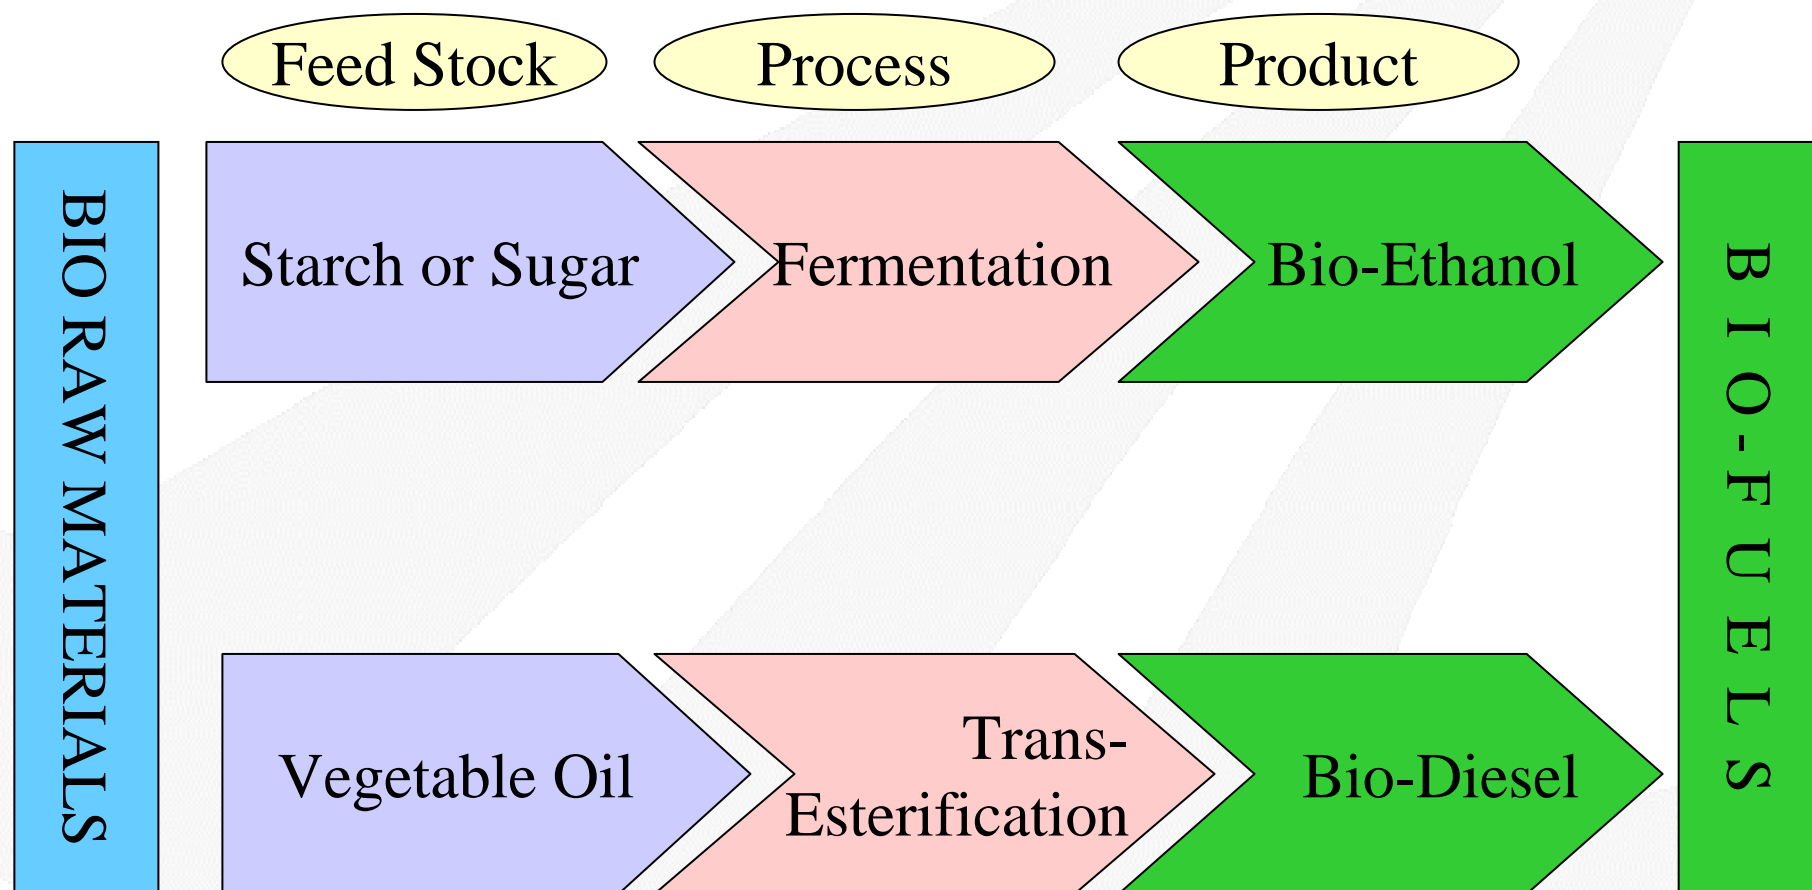 Feed Stock
Process
Product
BIO RAW MATERIALS
Starch or Sugar
Fermentation
Bio-Ethanol
BIO-FUELS
Vegetable Oil
Trans-
Esterification
Bio-Diesel